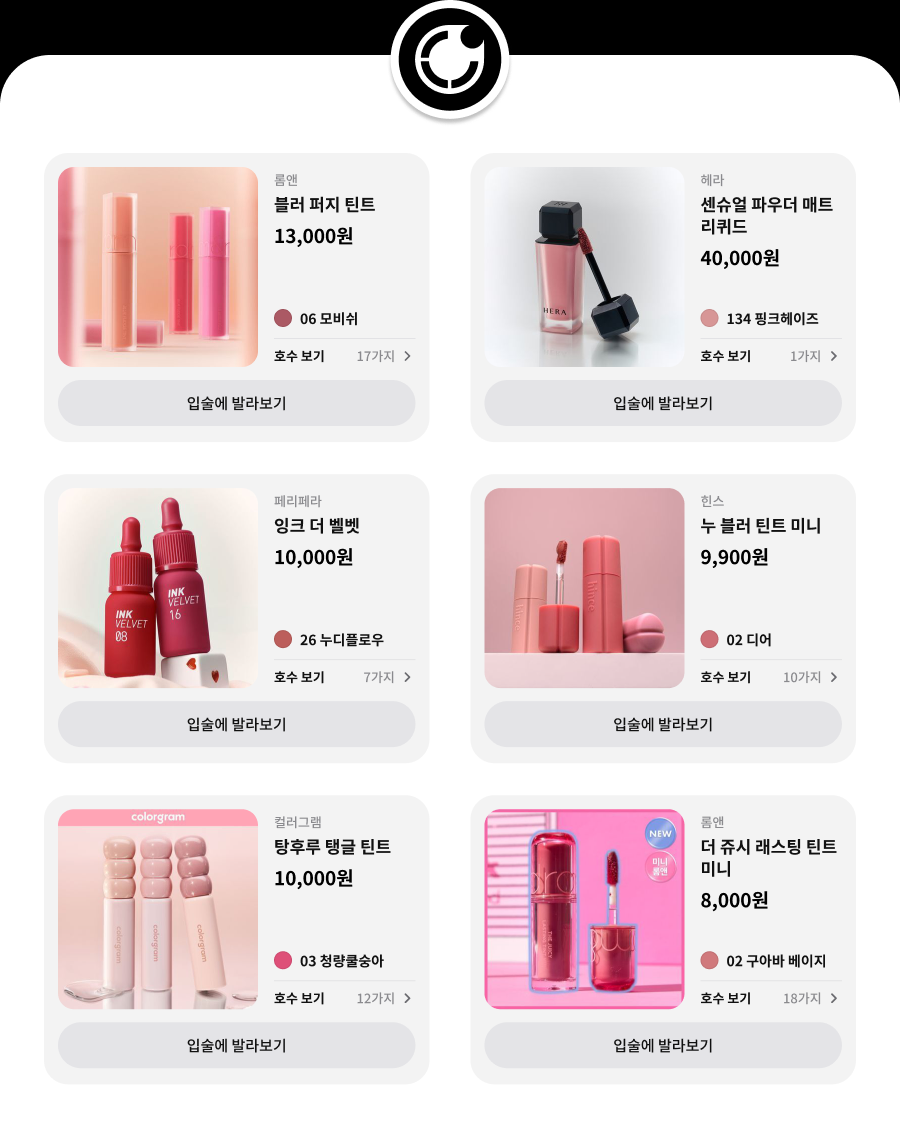 롬앤
블러 퍼지 틴트
13,000원
06 모비쉬
호수 보기 17가지
입술에 발라보기
HERA
헤라
센슈얼 파우더 매트
리퀴드
40,000원
134 핑크헤이즈
호수 보기 1가지
입술에 발라보기
INK
VELVET
08
INK
VELVET
16
페리페라
잉크 더 벨벳
10,000원
26 누디플로우
호수 보기 7가지
입술에 발라보기
힌스
누 블러 틴트 미니
9,900원
02 디어
호수 보기 10가지
입술에 발라보기
colorgram
colorgram
colorgram
colorgram
컬러그램
탕후루 탱글 틴트
10,000원
03 청량쿨숭아
호수 보기 12가지
입술에 발라보기
NEW
미니
롬앤
롬앤
더 쥬시 래스팅 틴트
미니
8,000원
02 구아바 베이지
호수 보기 18가지
입술에 발라보기